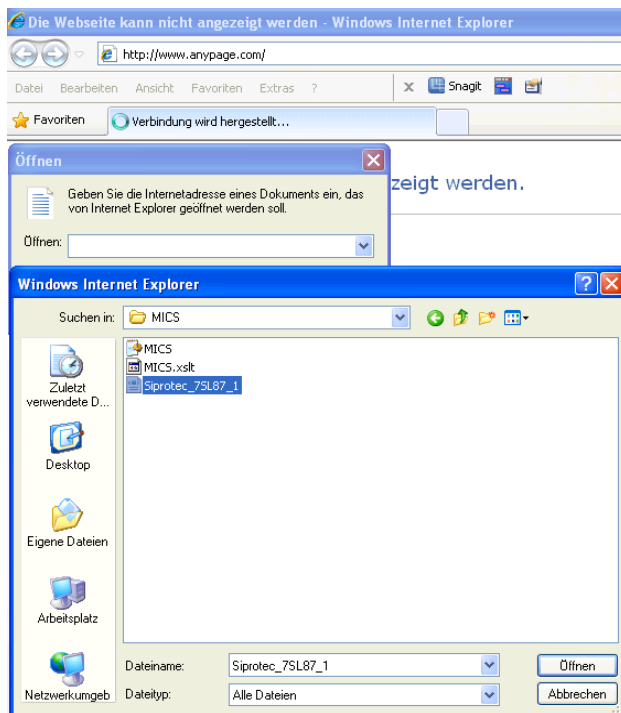 Die Webseite kann nicht angezeigt werden - Windows Internet Explorer
http://www.anypage.com/
Datei Bearbeiten Ansicht Favoriten Extras ? x Snagit
Favoriten Verbindung wird hergestellt...
Öffnen
zeigt werden.
Geben Sie die Internetadresse eines Dokuments ein, das
von Internet Explorer geöffnet werden soll.
Öffnen:
Windows Internet Explorer
Suchen in: MICS
MICS
MICS.xslt
Siprotec_7SL87_1
Zuletzt
verwendete D...
Desktop
Eigene Dateien
Arbeitsplatz
Netzwerkumgeb
Dateiname: Siprotec_7SL87_1 Öffnen
Dateityp: Alle Dateien Abbrechen